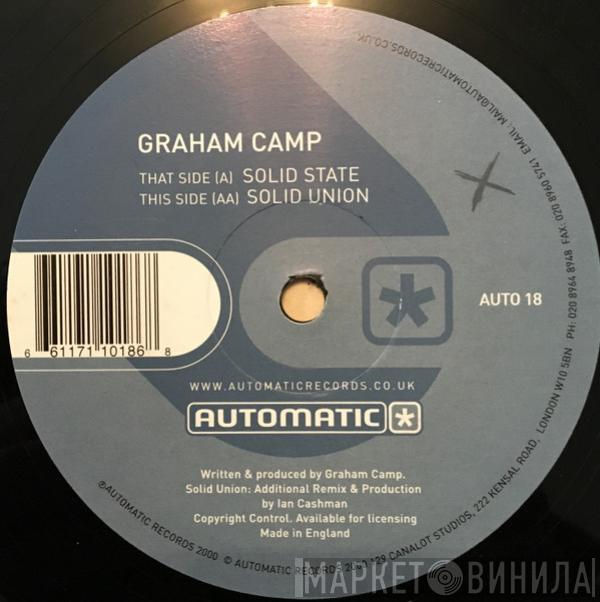 GRAHAM CAMP
THAT SIDE (A) SOLID STATE
THIS SIDE (AA) SOLID UNION
6 61171 10186 8
AUTO 18
WWW.AUTOMATICRECORDS.CO.UK
AUTOMATIC
Written & produced by Graham Camp.
Solid Union: Additional Remix & Production
by Ian Cashman
Copyright Control. Available for licensing
Made in England
℗AUTOMATIC RECORDS 2000 © AUTOMATIC RECORDS 2000 129 CANALOT STUDIOS, 222 KENSAL ROAD, LONDON W10 5BN PH: 020 8964 8948 FAX: 020 8960 5741 EMAIL: MAIL@AUTOMATICRECORDS.CO.UK
МАРКЕТ ВИНИЛА